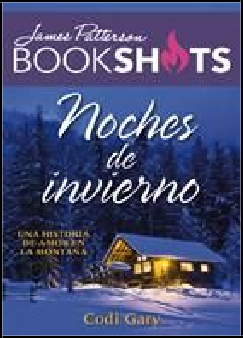 James Patterson
BOOKSHOTS
Noches
de
invierno
UNA HISTORIA
DE AMOR EN
LA MONTAÑA
Codi Gary